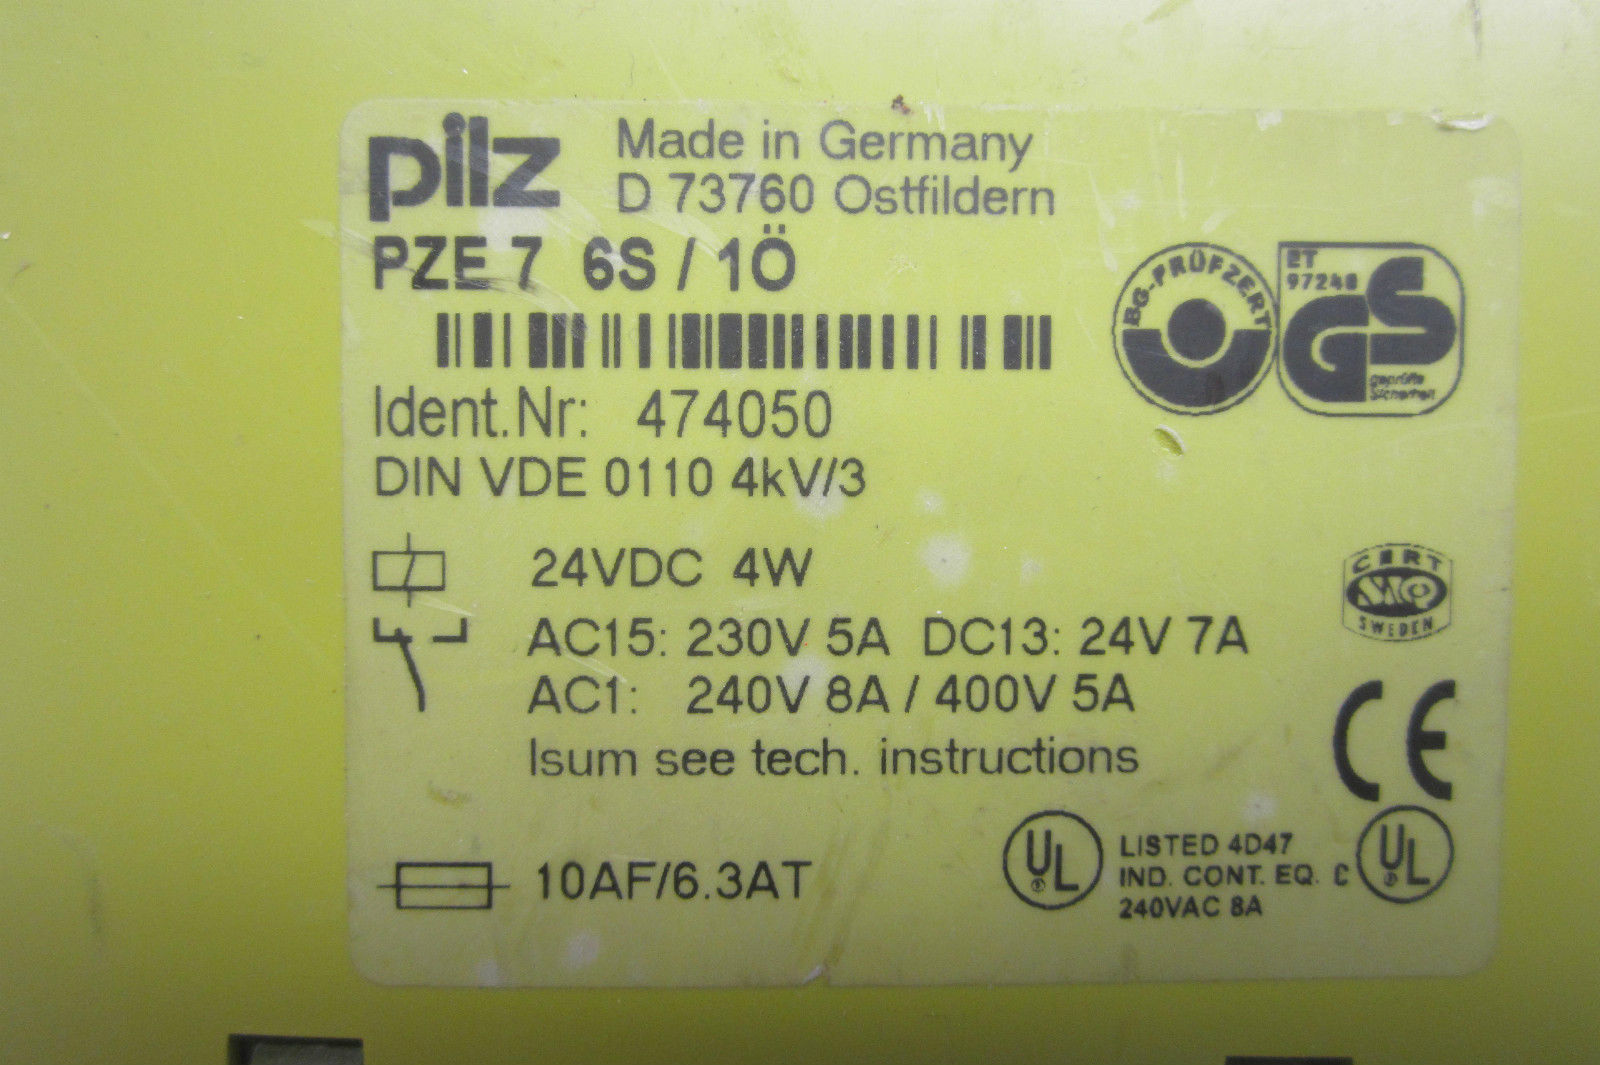 pilz
Made in Germany
D 73760 Ostfildern
PZE 7 6S / 1Ö
BG-PRÜFZERT
ET
97248
GS
geprüfte
Sicherheit
Ident.Nr: 474050
DIN VDE 0110 4kV/3
24VDC 4W
CERT
SEMKO
SWEDEN
AC15: 230V 5A DC13: 24V 7A
AC1: 240V 8A / 400V 5A
Isum see tech. instructions
CE
10AF/6.3AT
UL
LISTED 4D47
IND. CONT. EQ.
240VAC 8A
C UL